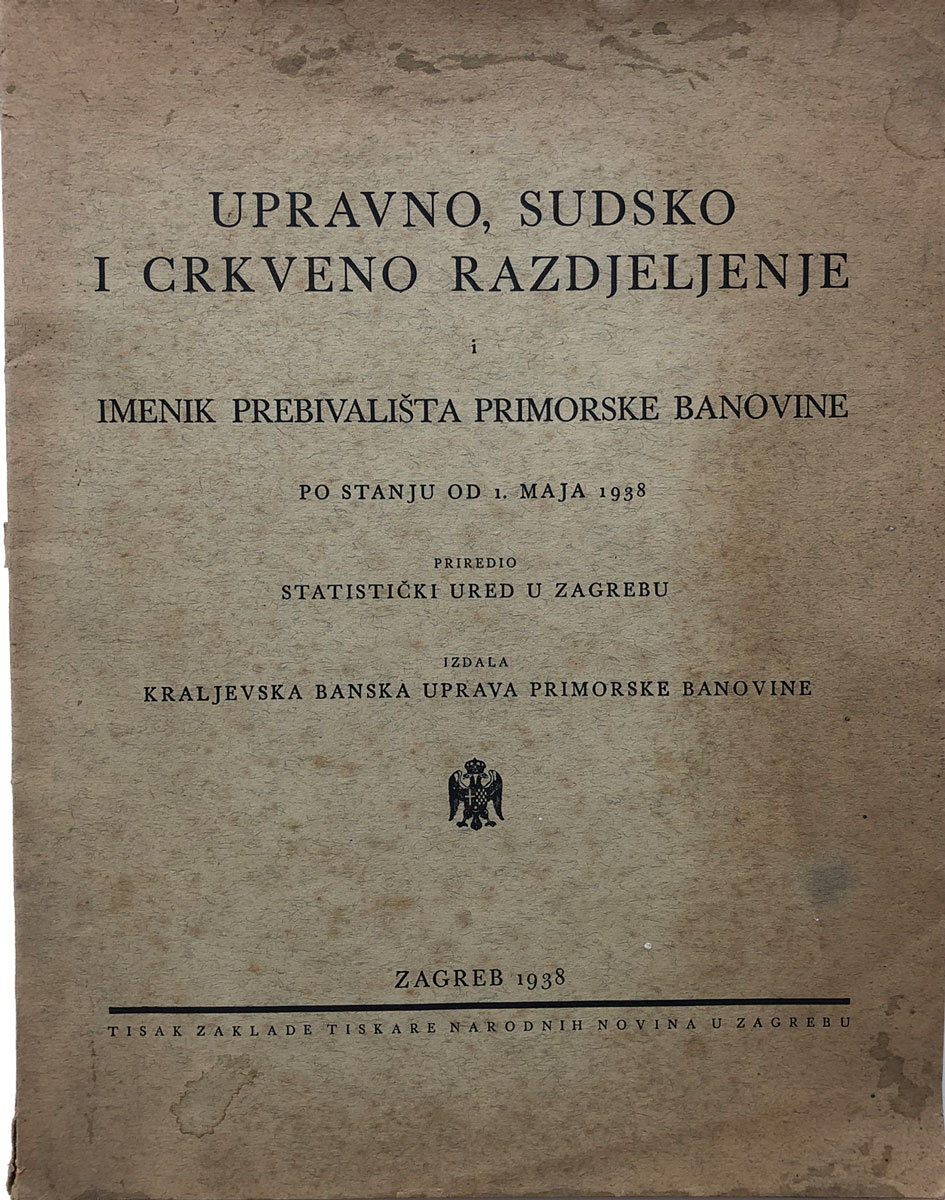 UPRAVNO, SUDSKO
I CRKVENO RAZDJELJENJE
i
IMENIK PREBIVALIŠTA PRIMORSKE BANOVINE
PO STANJU OD 1. MAJA 1938
PRIREDIO
STATISTIČKI URED U ZAGREBU
IZDALA
KRALJEVSKA BANSKA UPRAVA PRIMORSKE BANOVINE
ZAGREB 1938
TISAK ZAKLADE TISKARE NARODNIH NOVINA U ZAGREBU